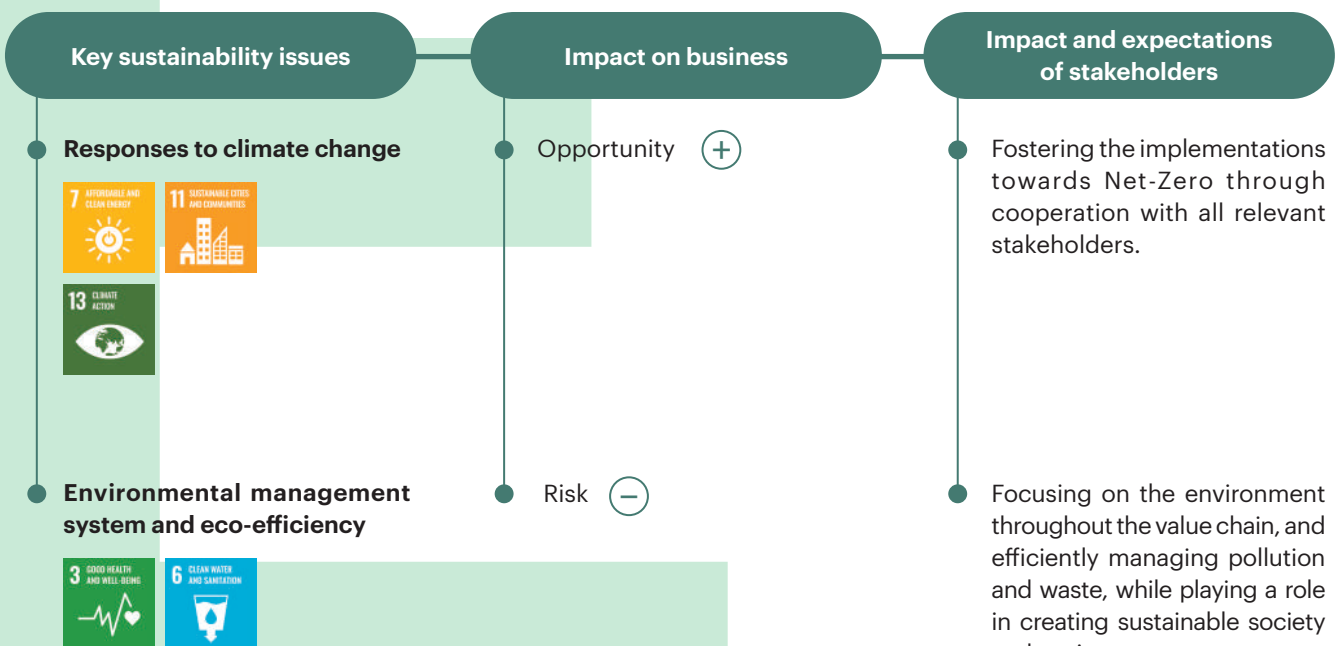 Key sustainability issues
Impact on business
Impact and expectations
of stakeholders
Responses to climate change
7 AFFORDABLE AND
CLEAN ENERGY
11 SUSTAINABLE CITIES
AND COMMUNITIES
13 CLIMATE
ACTION
Opportunity
+
Fostering the implementations
towards Net-Zero through
cooperation with all relevant
stakeholders.
Environmental management
system and eco-efficiency
3 GOOD HEALTH
AND WELL-BEING
6 CLEAN WATER
AND SANITATION
Risk
−
Focusing on the environment
throughout the value chain, and
efficiently managing pollution
and waste, while playing a role
in creating sustainable society